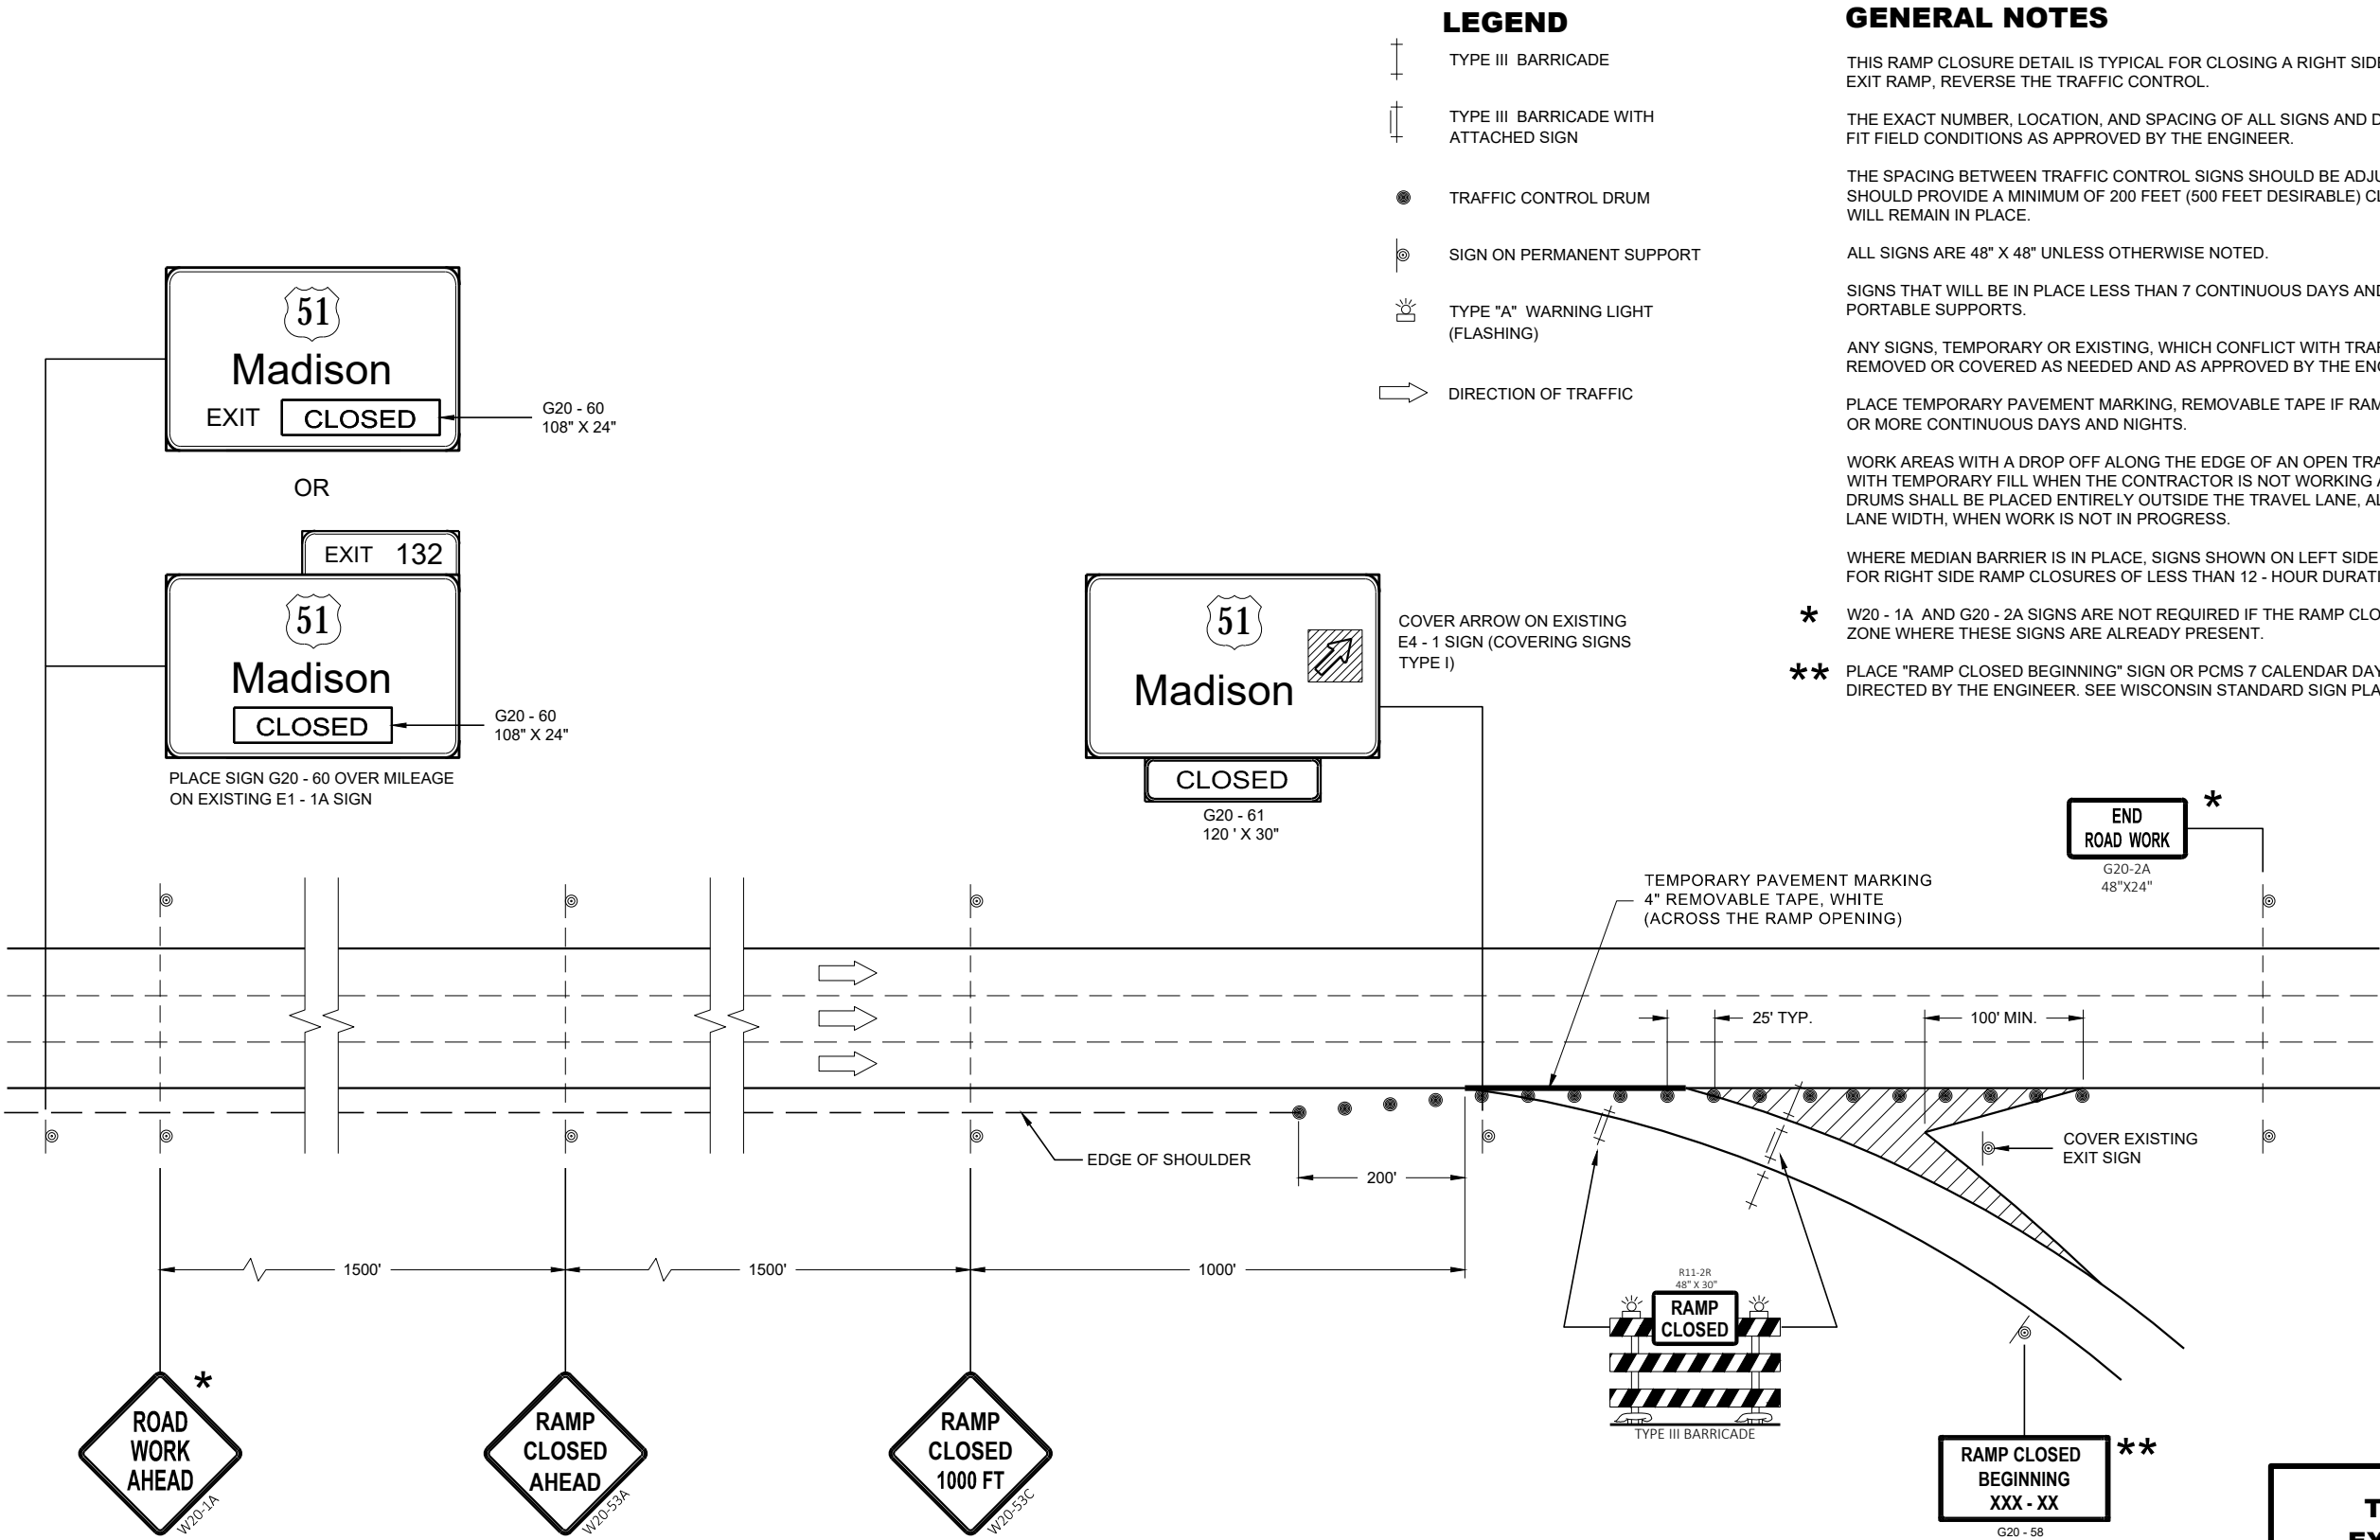 LEGEND
TYPE III BARRICADE
TYPE III BARRICADE WITH
ATTACHED SIGN
TRAFFIC CONTROL DRUM
SIGN ON PERMANENT SUPPORT
TYPE "A" WARNING LIGHT
(FLASHING)
DIRECTION OF TRAFFIC
GENERAL NOTES
THIS RAMP CLOSURE DETAIL IS TYPICAL FOR CLOSING A RIGHT SIDE
EXIT RAMP, REVERSE THE TRAFFIC CONTROL.
THE EXACT NUMBER, LOCATION, AND SPACING OF ALL SIGNS AND D
FIT FIELD CONDITIONS AS APPROVED BY THE ENGINEER.
THE SPACING BETWEEN TRAFFIC CONTROL SIGNS SHOULD BE ADJU
SHOULD PROVIDE A MINIMUM OF 200 FEET (500 FEET DESIRABLE) CL
WILL REMAIN IN PLACE.
ALL SIGNS ARE 48" X 48" UNLESS OTHERWISE NOTED.
SIGNS THAT WILL BE IN PLACE LESS THAN 7 CONTINUOUS DAYS AND
PORTABLE SUPPORTS.
ANY SIGNS, TEMPORARY OR EXISTING, WHICH CONFLICT WITH TRAF
REMOVED OR COVERED AS NEEDED AND AS APPROVED BY THE ENG
PLACE TEMPORARY PAVEMENT MARKING, REMOVABLE TAPE IF RAM
OR MORE CONTINUOUS DAYS AND NIGHTS.
WORK AREAS WITH A DROP OFF ALONG THE EDGE OF AN OPEN TRA
WITH TEMPORARY FILL WHEN THE CONTRACTOR IS NOT WORKING A
DRUMS SHALL BE PLACED ENTIRELY OUTSIDE THE TRAVEL LANE, AL
LANE WIDTH, WHEN WORK IS NOT IN PROGRESS.
WHERE MEDIAN BARRIER IS IN PLACE, SIGNS SHOWN ON LEFT SIDE
FOR RIGHT SIDE RAMP CLOSURES OF LESS THAN 12 - HOUR DURATI
* W20 - 1A AND G20 - 2A SIGNS ARE NOT REQUIRED IF THE RAMP CLO
ZONE WHERE THESE SIGNS ARE ALREADY PRESENT.
** PLACE "RAMP CLOSED BEGINNING" SIGN OR PCMS 7 CALENDAR DAY
DIRECTED BY THE ENGINEER. SEE WISCONSIN STANDARD SIGN PLA
51
Madison
EXIT CLOSED
G20 - 60
108" X 24"
OR
EXIT 132
51
Madison
CLOSED
G20 - 60
108" X 24"
PLACE SIGN G20 - 60 OVER MILEAGE
ON EXISTING E1 - 1A SIGN
51
Madison
CLOSED
G20 - 61
120 ' X 30"
COVER ARROW ON EXISTING
E4 - 1 SIGN (COVERING SIGNS
TYPE I)
END
ROAD WORK
*
G20-2A
48"X24"
TEMPORARY PAVEMENT MARKING
4" REMOVABLE TAPE, WHITE
(ACROSS THE RAMP OPENING)
25' TYP.
100' MIN.
EDGE OF SHOULDER
200'
COVER EXISTING
EXIT SIGN
1500'
1500'
1000'
R11-2R
48" X 30"
RAMP
CLOSED
TYPE III BARRICADE
ROAD
WORK
AHEAD
*
W20-1A
RAMP
CLOSED
AHEAD
W20-53A
RAMP
CLOSED
1000 FT
W20-53C
RAMP CLOSED
BEGINNING
XXX - XX
**
G20 - 58
T
EX